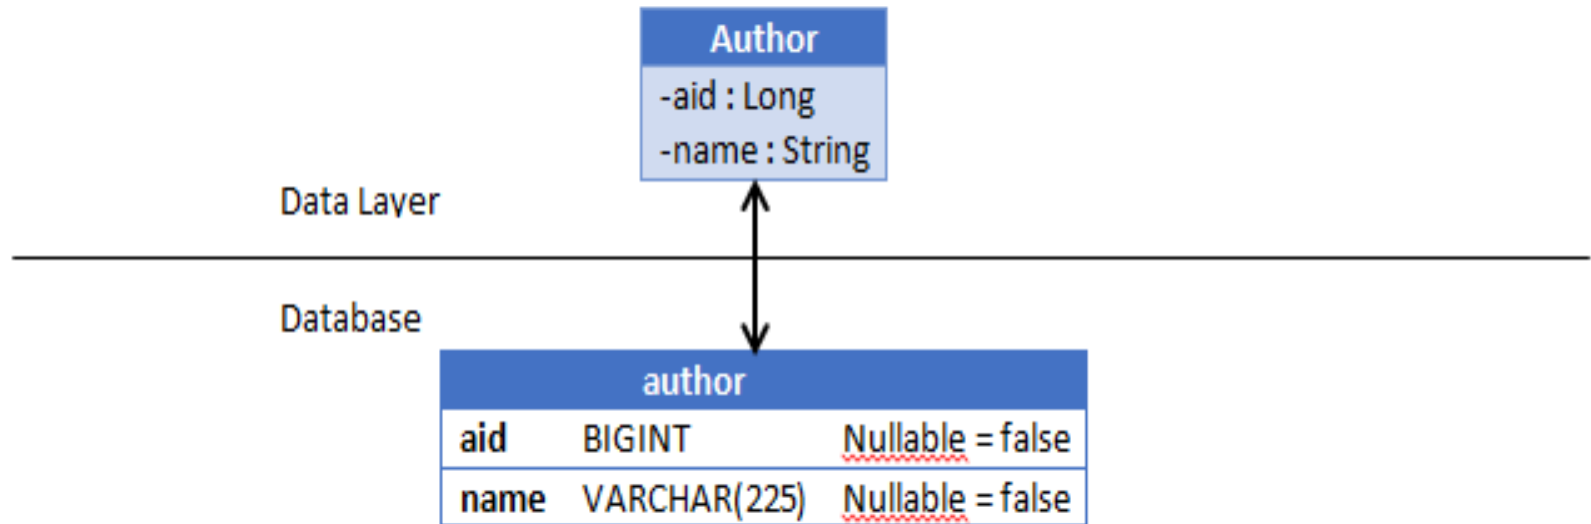 Author
-aid : Long
-name : String
Data Layer
Database
author
aid BIGINT Nullable = false
name VARCHAR(225) Nullable = false